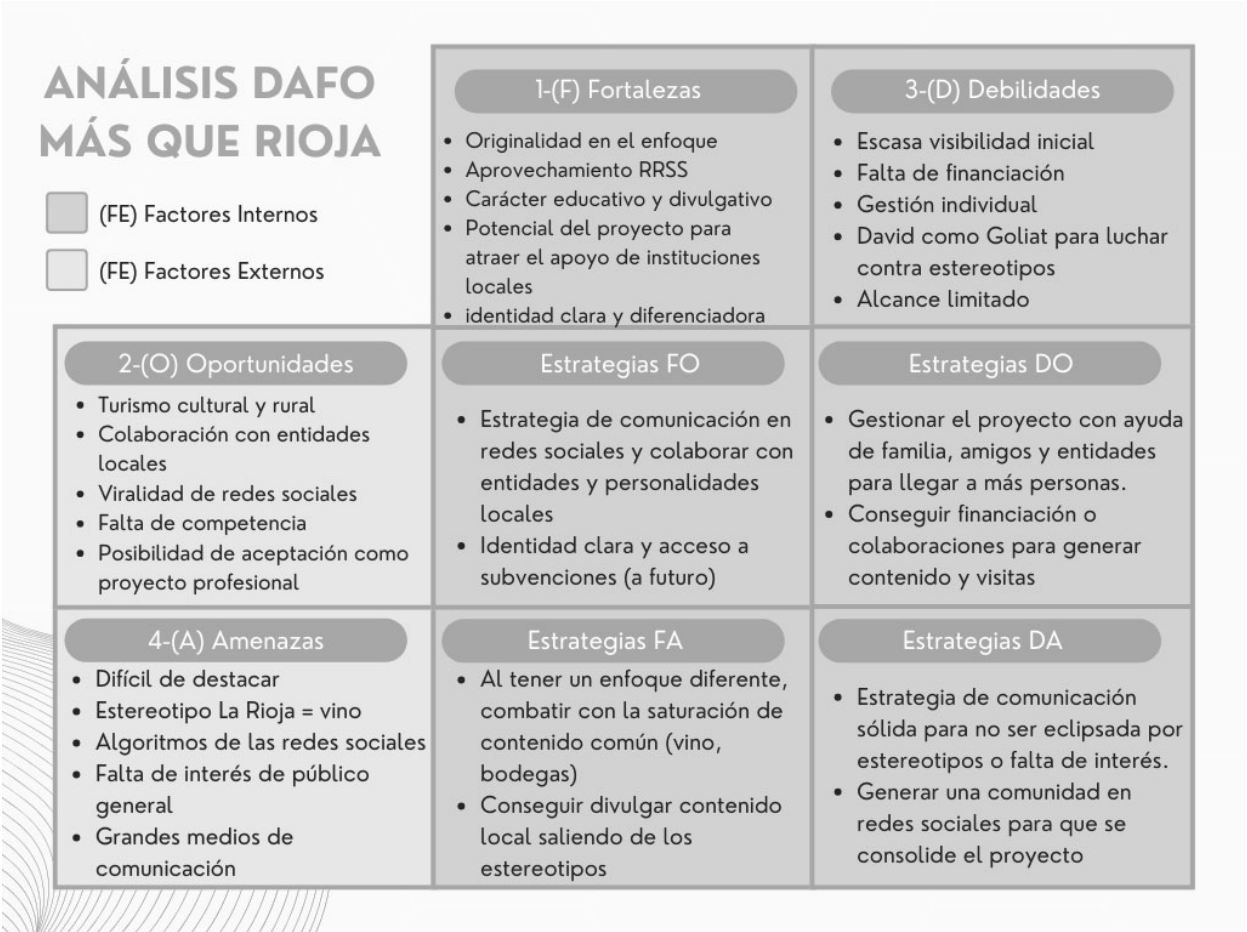 ANÁLISIS DAFO
MÁS QUE RIOJA
(FE) Factores Internos
(FE) Factores Externos
1-(F) Fortalezas
• Originalidad en el enfoque
• Aprovechamiento RRSS
• Carácter educativo y divulgativo
• Potencial del proyecto para
atraer el apoyo de instituciones
locales
• identidad clara y diferenciadora
3-(D) Debilidades
• Escasa visibilidad inicial
• Falta de financiación
• Gestión individual
• David como Goliat para luchar
contra estereotipos
• Alcance limitado
2-(O) Oportunidades
• Turismo cultural y rural
• Colaboración con entidades
locales
• Viralidad de redes sociales
• Falta de competencia
• Posibilidad de aceptación como
proyecto profesional
Estrategias FO
• Estrategia de comunicación en
redes sociales y colaborar con
entidades y personalidades
locales
• Identidad clara y acceso a
subvenciones (a futuro)
Estrategias DO
• Gestionar el proyecto con ayuda
de familia, amigos y entidades
para llegar a más personas.
• Conseguir financiación o
colaboraciones para generar
contenido y visitas
4-(A) Amenazas
• Difícil de destacar
• Estereotipo La Rioja = vino
• Algoritmos de las redes sociales
• Falta de interés de público
general
• Grandes medios de
comunicación
Estrategias FA
• Al tener un enfoque diferente,
combatir con la saturación de
contenido común (vino,
bodegas)
• Conseguir divulgar contenido
local saliendo de los
estereotipos
Estrategias DA
• Estrategia de comunicación
sólida para no ser eclipsada por
estereotipos o falta de interés.
• Generar una comunidad en
redes sociales para que se
consolide el proyecto